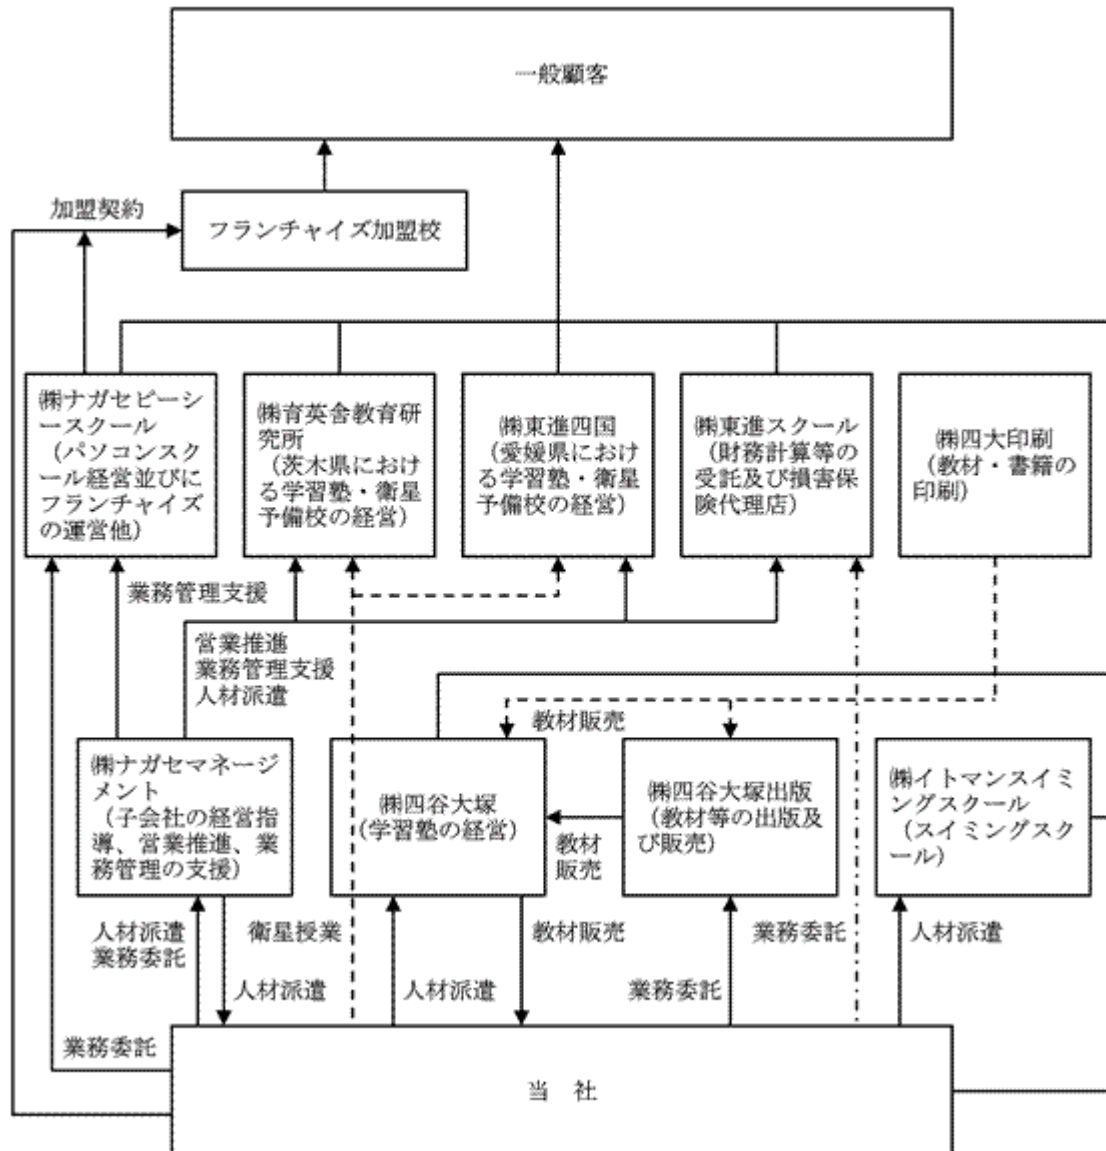 一般顧客
加盟契約
フランチャイズ加盟校
㈱ナガセピーシ
ースクール
（パソコンスク
ール経営並びに
フランチャイズ
の運営他）
㈱育英舎教育研
究所
（茨木県におけ
る学習塾・衛星
予備校の経営）
㈱東進四国
（愛媛県におけ
る学習塾・衛星
予備校の経営）
㈱東進スクール
（財務計算等の
受託及び損害保
険代理店）
㈱四大印刷
（教材・書籍の
印刷）
業務管理支援
営業推進
業務管理支援
人材派遣
教材販売
㈱ナガセマネージ
メント
（子会社の経営指
導、営業推進、業
務管理の支援）
㈱四谷大塚
（学習塾の経営）
教材
販売
㈱四谷大塚出版
（教材等の出版及
び販売）
㈱イトマンスイミ
ングスクール
（スイミングスク
ール）
人材派遣
業務委託
衛星授業
教材販売
業務委託
人材派遣
人材派遣
人材派遣
業務委託
業務委託
当　社